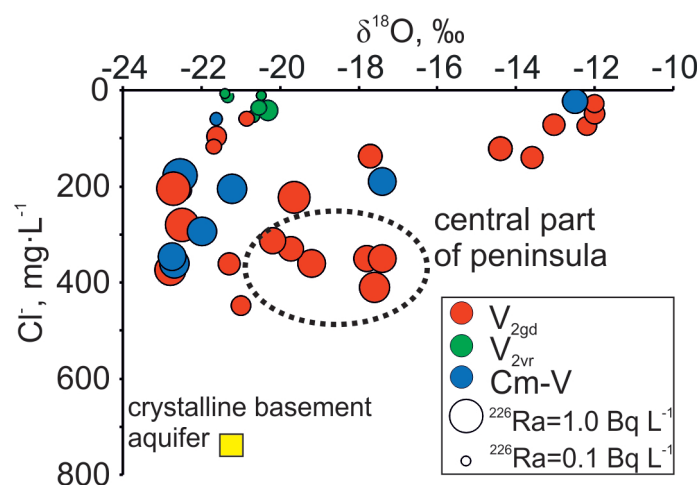 δ¹⁸O, ‰
-24 -22 -20 -18 -16 -14 -12 -10
0
200
400
600
800
Cl⁻, mg·L⁻¹
central part
of peninsula
crystalline basement
aquifer
V₂gd
V₂vr
Cm-V
²²⁶Ra=1.0 Bq L⁻¹
²²⁶Ra=0.1 Bq L⁻¹